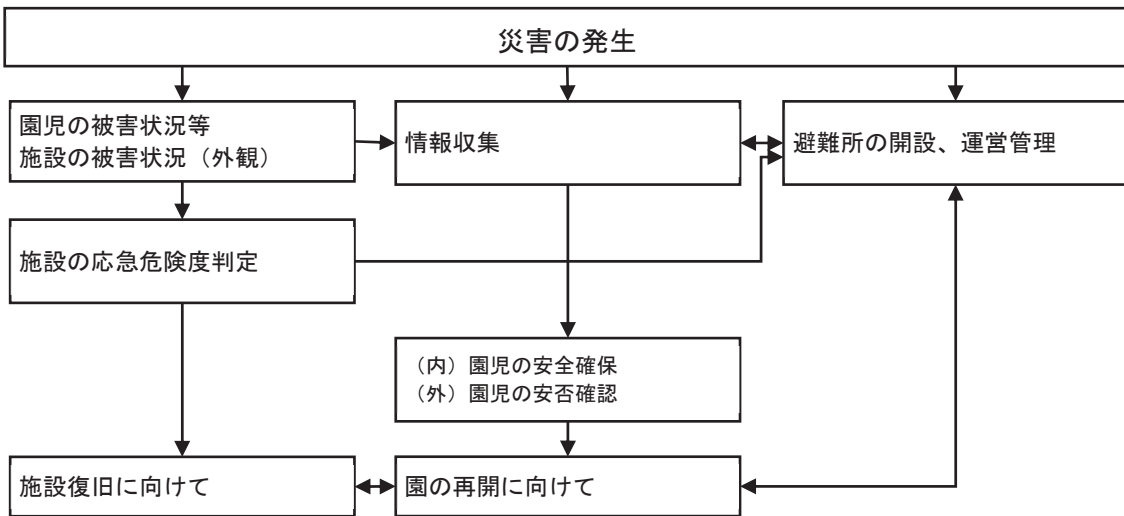 災害の発生
園児の被害状況等
施設の被害状況（外観）
情報収集
避難所の開設、運営管理
施設の応急危険度判定
（内）園児の安全確保
（外）園児の安否確認
施設復旧に向けて
園の再開に向けて